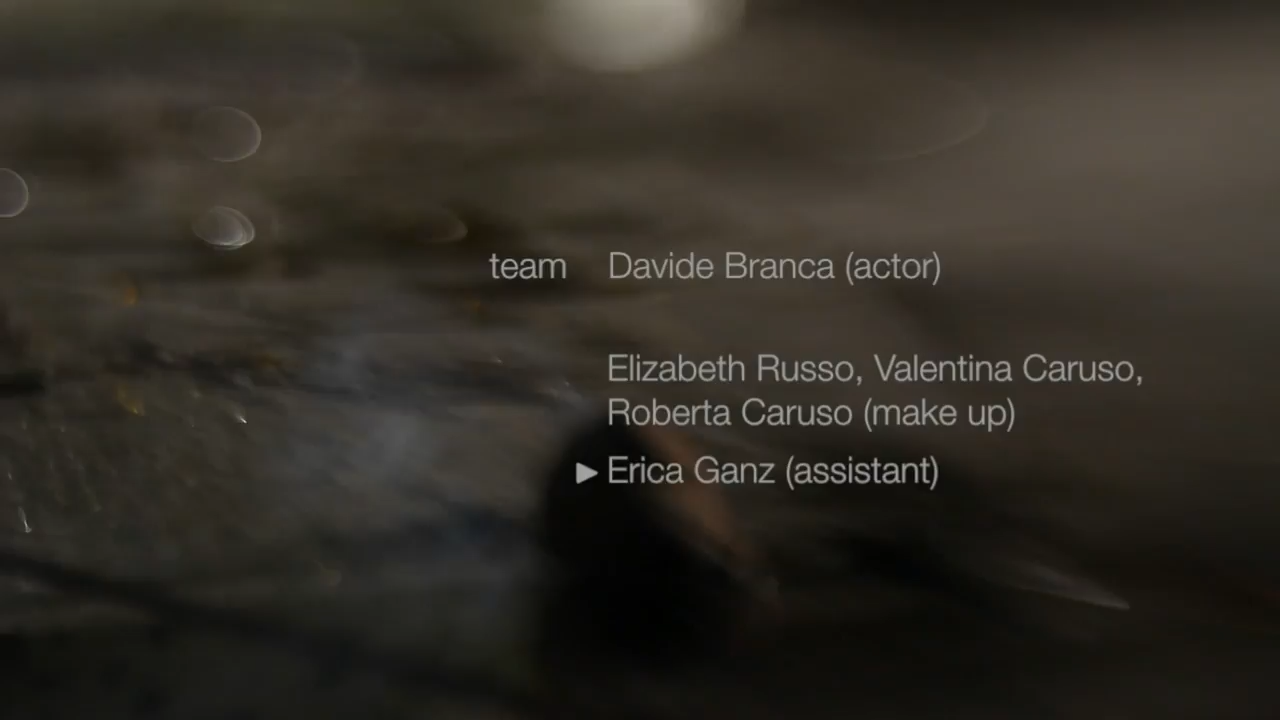 team Davide Branca (actor)
Elizabeth Russo, Valentina Caruso,
Roberta Caruso (make up)
▶ Erica Ganz (assistant)